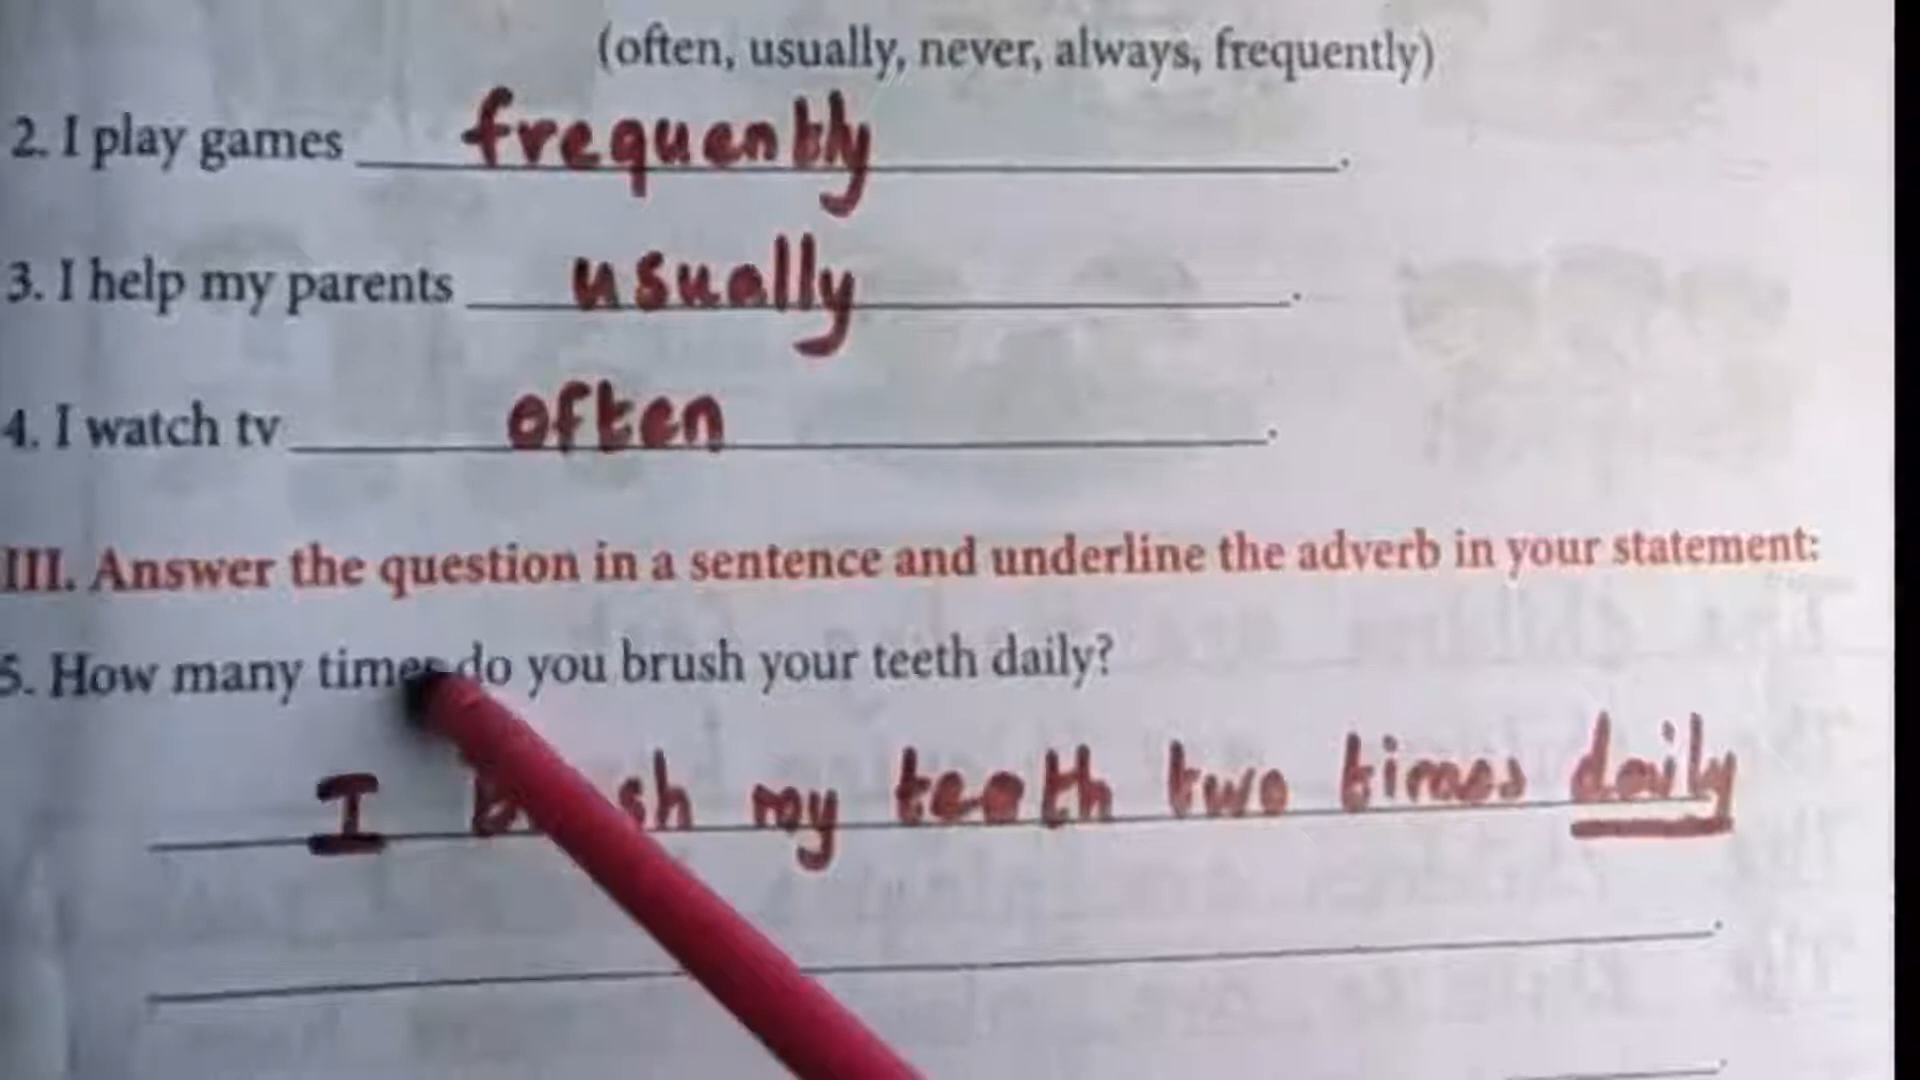 (often, usually, never, always, frequently)
2. I play games frequently.
3. I help my parents usually.
4. I watch tv often.
III. Answer the question in a sentence and underline the adverb in your statement:
5. How many times do you brush your teeth daily?
I brush my teeth two times daily